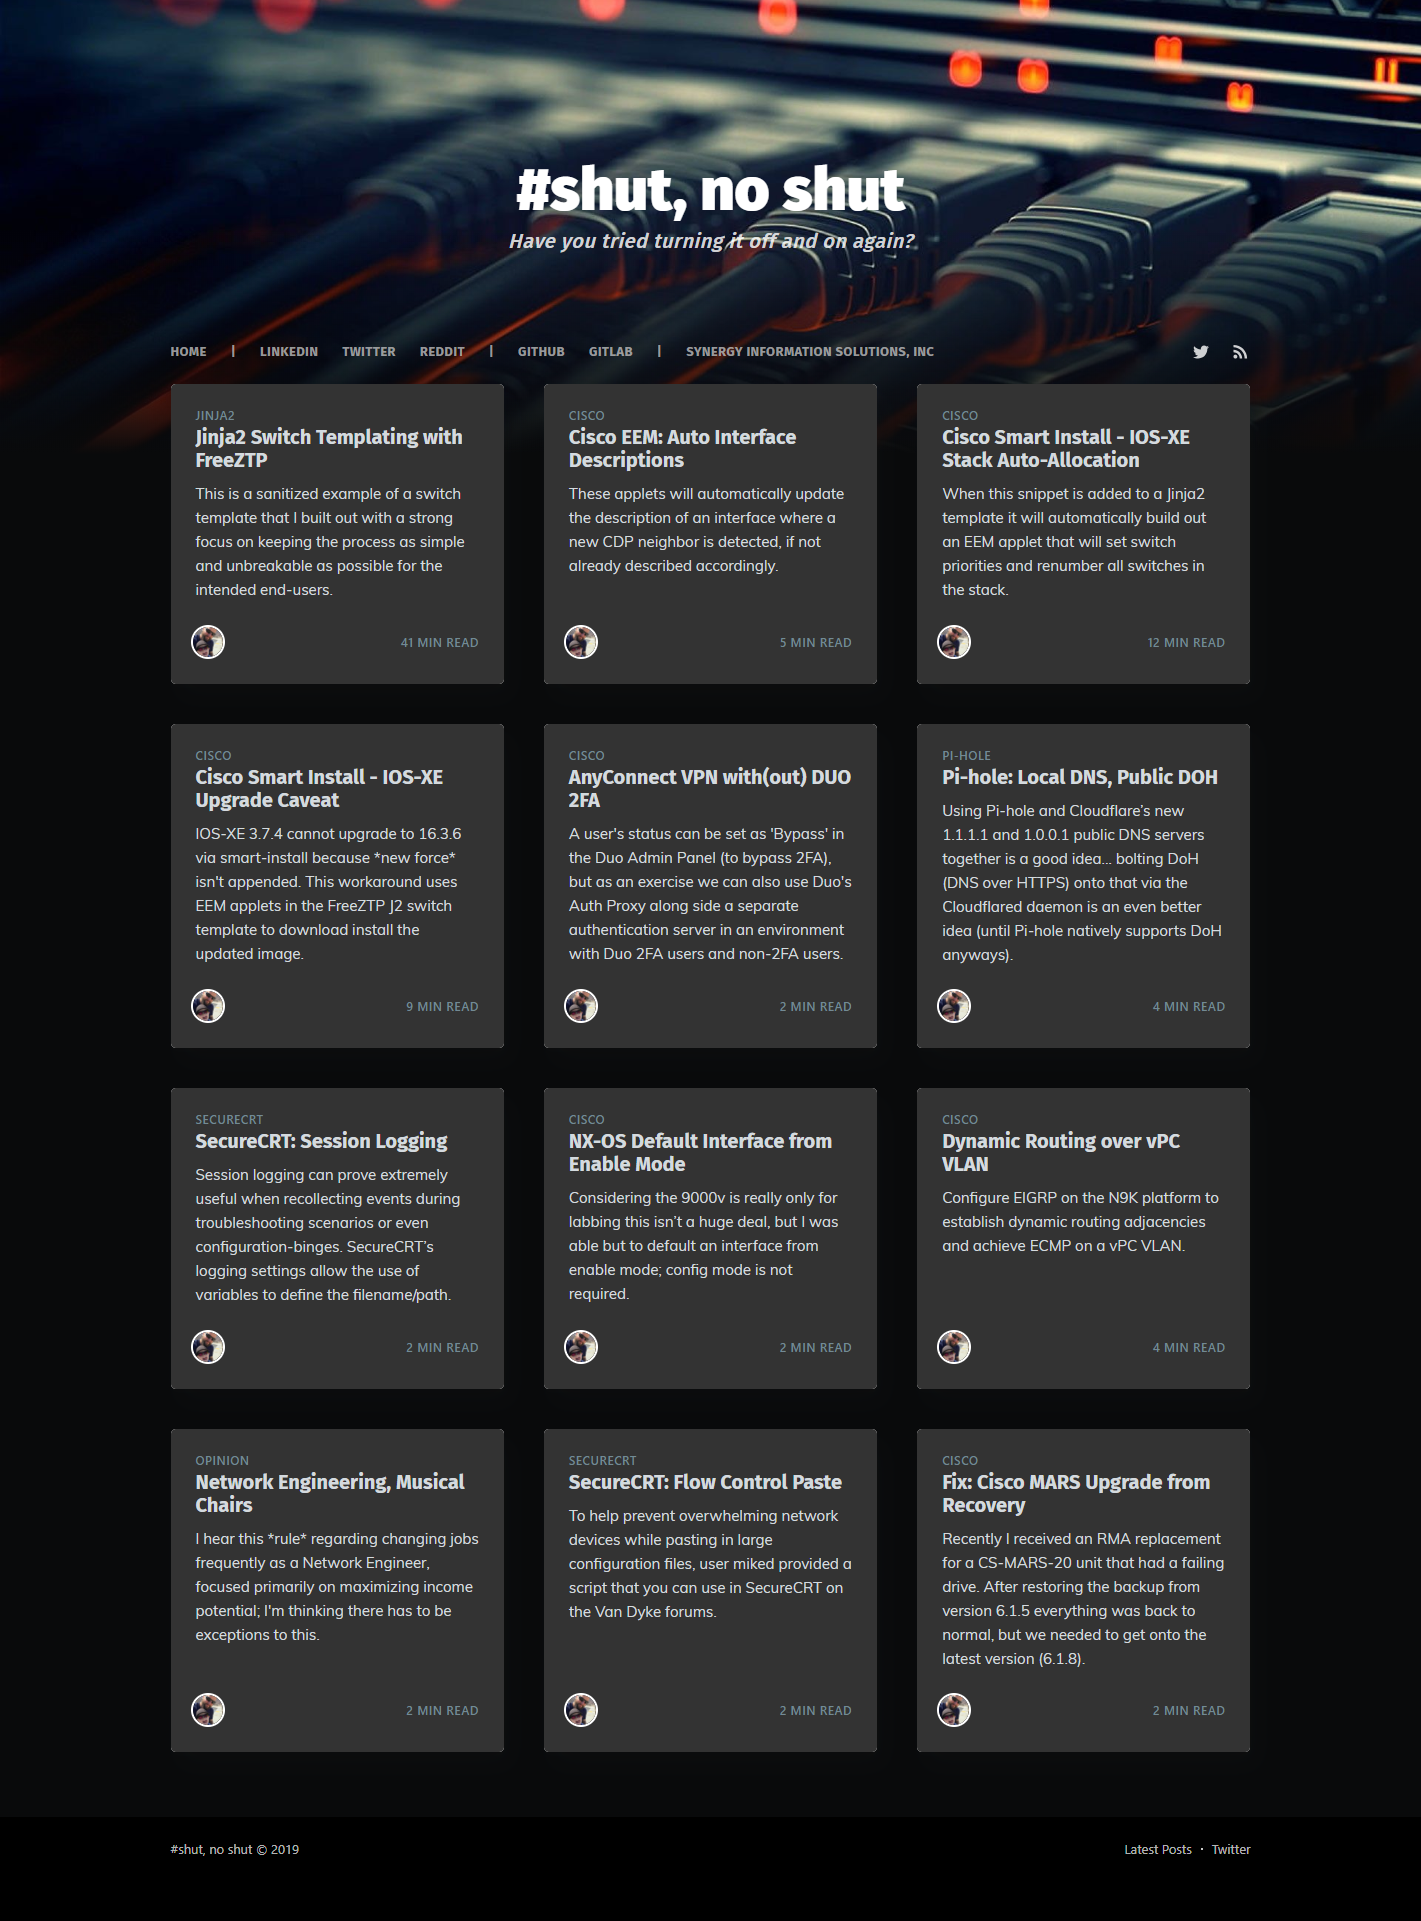 #shut, no shut
Have you tried turning it off and on again?
HOME | LINKEDIN TWITTER REDDIT | GITHUB GITLAB | SYNERGY INFORMATION SOLUTIONS, INC
JINJA2
Jinja2 Switch Templating with
FreeZTP
This is a sanitized example of a switch
template that I built out with a strong
focus on keeping the process as simple
and unbreakable as possible for the
intended end-users.
41 MIN READ
CISCO
Cisco EEM: Auto Interface
Descriptions
These applets will automatically update
the description of an interface where a
new CDP neighbor is detected, if not
already described accordingly.
5 MIN READ
CISCO
Cisco Smart Install - IOS-XE
Stack Auto-Allocation
When this snippet is added to a Jinja2
template it will automatically build out
an EEM applet that will set switch
priorities and renumber all switches in
the stack.
12 MIN READ
CISCO
Cisco Smart Install - IOS-XE
Upgrade Caveat
IOS-XE 3.7.4 cannot upgrade to 16.3.6
via smart-install because *new force*
isn't appended. This workaround uses
EEM applets in the FreeZTP J2 switch
template to download install the
updated image.
9 MIN READ
CISCO
AnyConnect VPN with(out) DUO
2FA
A user's status can be set as 'Bypass' in
the Duo Admin Panel (to bypass 2FA),
but as an exercise we can also use Duo's
Auth Proxy along side a separate
authentication server in an environment
with Duo 2FA users and non-2FA users.
2 MIN READ
PI-HOLE
Pi-hole: Local DNS, Public DOH
Using Pi-hole and Cloudflare’s new
1.1.1.1 and 1.0.0.1 public DNS servers
together is a good idea... bolting DoH
(DNS over HTTPS) onto that via the
Cloudflared daemon is an even better
idea (until Pi-hole natively supports DoH
anyways).
4 MIN READ
SECURECRT
SecureCRT: Session Logging
Session logging can prove extremely
useful when recollecting events during
troubleshooting scenarios or even
configuration-binges. SecureCRT’s
logging settings allow the use of
variables to define the filename/path.
2 MIN READ
CISCO
NX-OS Default Interface from
Enable Mode
Considering the 9000v is really only for
labbing this isn’t a huge deal, but I was
able but to default an interface from
enable mode; config mode is not
required.
2 MIN READ
CISCO
Dynamic Routing over vPC
VLAN
Configure EIGRP on the N9K platform to
establish dynamic routing adjacencies
and achieve ECMP on a vPC VLAN.
4 MIN READ
OPINION
Network Engineering, Musical
Chairs
I hear this *rule* regarding changing jobs
frequently as a Network Engineer,
focused primarily on maximizing income
potential; I'm thinking there has to be
exceptions to this.
2 MIN READ
SECURECRT
SecureCRT: Flow Control Paste
To help prevent overwhelming network
devices while pasting in large
configuration files, user miked provided a
script that you can use in SecureCRT on
the Van Dyke forums.
2 MIN READ
CISCO
Fix: Cisco MARS Upgrade from
Recovery
Recently I received an RMA replacement
for a CS-MARS-20 unit that had a failing
drive. After restoring the backup from
version 6.1.5 everything was back to
normal, but we needed to get onto the
latest version (6.1.8).
2 MIN READ
#shut, no shut © 2019
Latest Posts · Twitter